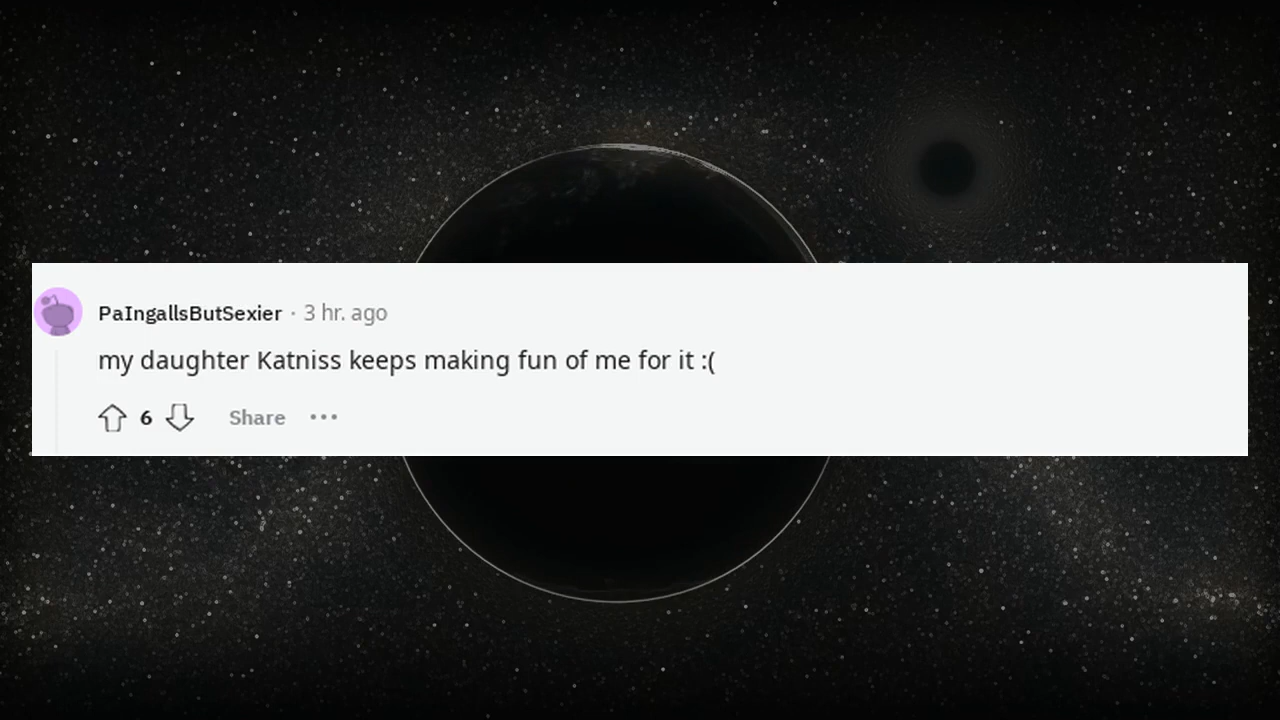 PaIngallsButSexier · 3 hr. ago
my daughter Katniss keeps making fun of me for it :(
6 Share •••